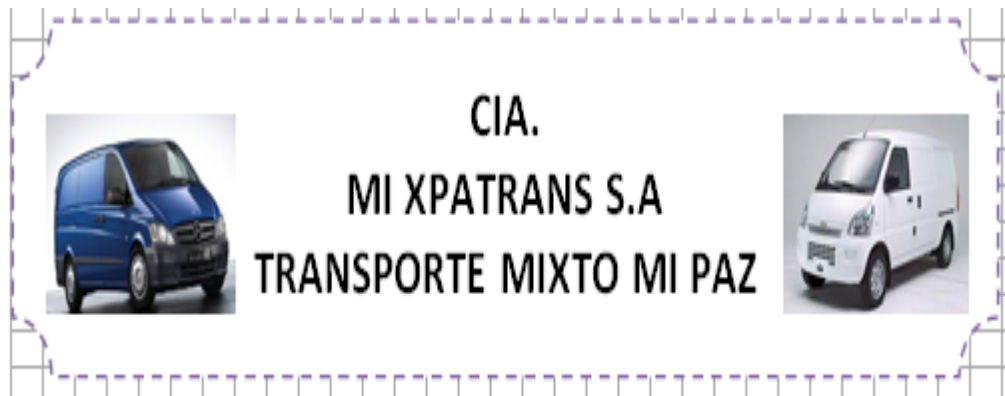 CIA.
MI XPATRANS S.A
TRANSPORTE MIXTO MI PAZ